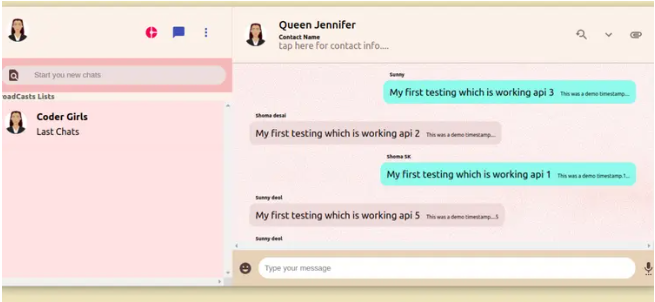 Queen Jennifer
Contact Name
tap here for contact info....
Start you new chats
oadCasts Lists
Coder Girls
Last Chats
Sunny
My first testing which is working api 3 This was a demo timestamp...
Shoma desai
My first testing which is working api 2 This was a demo timestamp...
Shoma SK
My first testing which is working api 1 This was a demo timestamp.1...
Sunny deol
My first testing which is working api 5 This was a demo timestamp...5
Sunny deol
Type your message